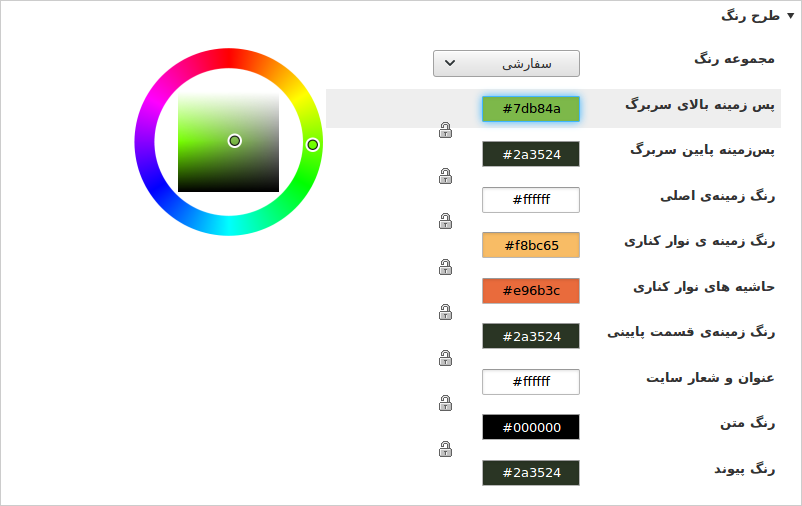 طرح رنگ
مجموعه رنگ
سفارشی
پس زمینه بالای سربرگ
#7db84a
پس‌زمینه پایین سربرگ
#2a3524
رنگ زمینه‌ی اصلی
#ffffff
رنگ زمینه ی نوار کناری
#f8bc65
حاشیه های نوار کناری
#e96b3c
رنگ زمینه‌ی قسمت پایینی
#2a3524
عنوان و شعار سایت
#ffffff
رنگ متن
#000000
رنگ پیوند
#2a3524